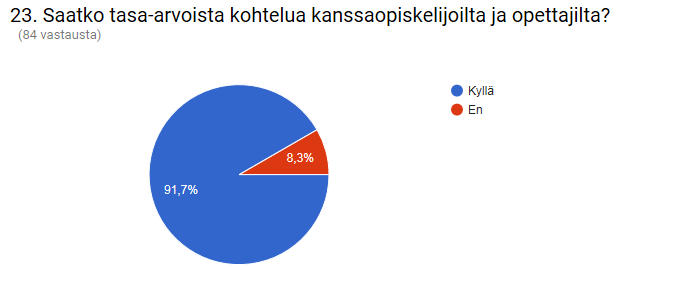 23. Saatko tasa-arvoista kohtelua kanssaopiskelijoilta ja opettajilta?
(84 vastausta)
Kyllä
En
8,3%
91,7%